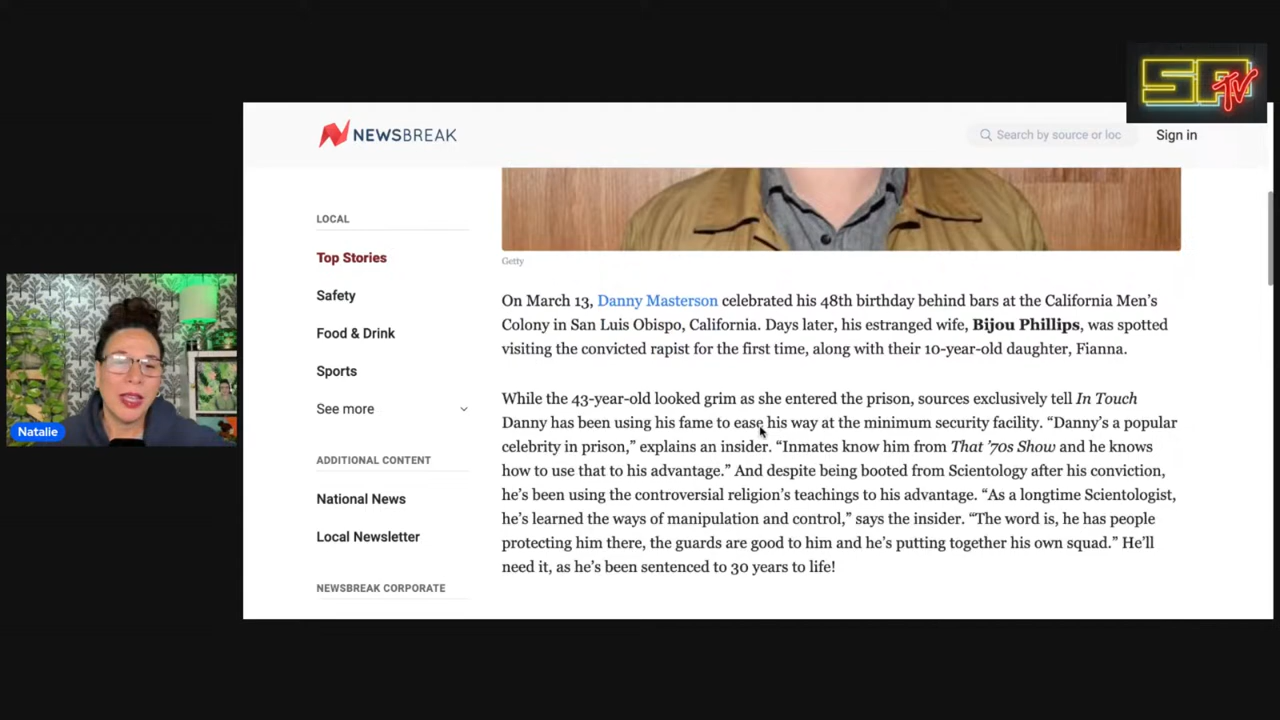 SPTV
NEWSBREAK
Search by source or loc
Sign in
LOCAL
Top Stories
Safety
Food & Drink
Sports
See more
ADDITIONAL CONTENT
National News
Local Newsletter
NEWSBREAK CORPORATE
Getty
On March 13, Danny Masterson celebrated his 48th birthday behind bars at the California Men’s
Colony in San Luis Obispo, California. Days later, his estranged wife, Bijou Phillips, was spotted
visiting the convicted rapist for the first time, along with their 10-year-old daughter, Fianna.
While the 43-year-old looked grim as she entered the prison, sources exclusively tell In Touch
Danny has been using his fame to ease his way at the minimum security facility. “Danny’s a popular
celebrity in prison,” explains an insider. “Inmates know him from That ’70s Show and he knows
how to use that to his advantage.” And despite being booted from Scientology after his conviction,
he’s been using the controversial religion’s teachings to his advantage. “As a longtime Scientologist,
he’s learned the ways of manipulation and control,” says the insider. “The word is, he has people
protecting him there, the guards are good to him and he’s putting together his own squad.” He’ll
need it, as he’s been sentenced to 30 years to life!
Natalie